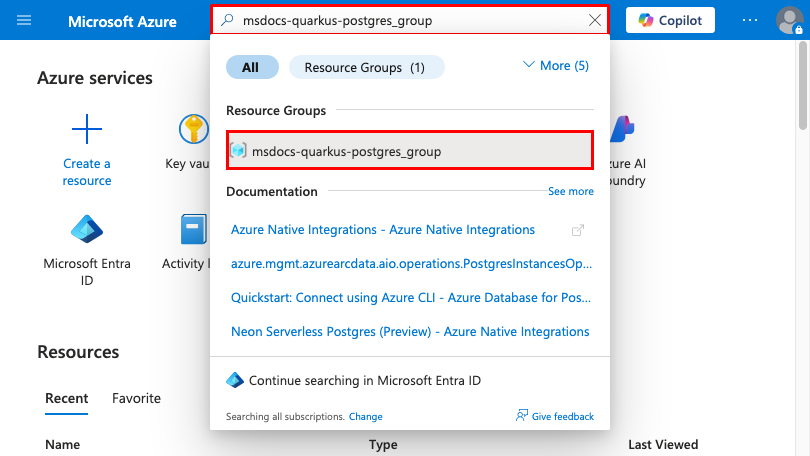 Microsoft Azure
msdocs-quarkus-postgres_group
Copilot
Azure services
All
Resource Groups (1)
More (5)
Resource Groups
msdocs-quarkus-postgres_group
Create a
resource
Key vau
zure AI
oundry
Documentation
See more
Azure Native Integrations - Azure Native Integrations
azure.mgmt.azurearcdata.aio.operations.PostgresInstancesOp...
Microsoft Entra
ID
Activity l
Quickstart: Connect using Azure CLI - Azure Database for Pos...
Neon Serverless Postgres (Preview) - Azure Native Integrations
Resources
Continue searching in Microsoft Entra ID
Recent
Favorite
Searching all subscriptions. Change
Give feedback
Name
Type
Last Viewed